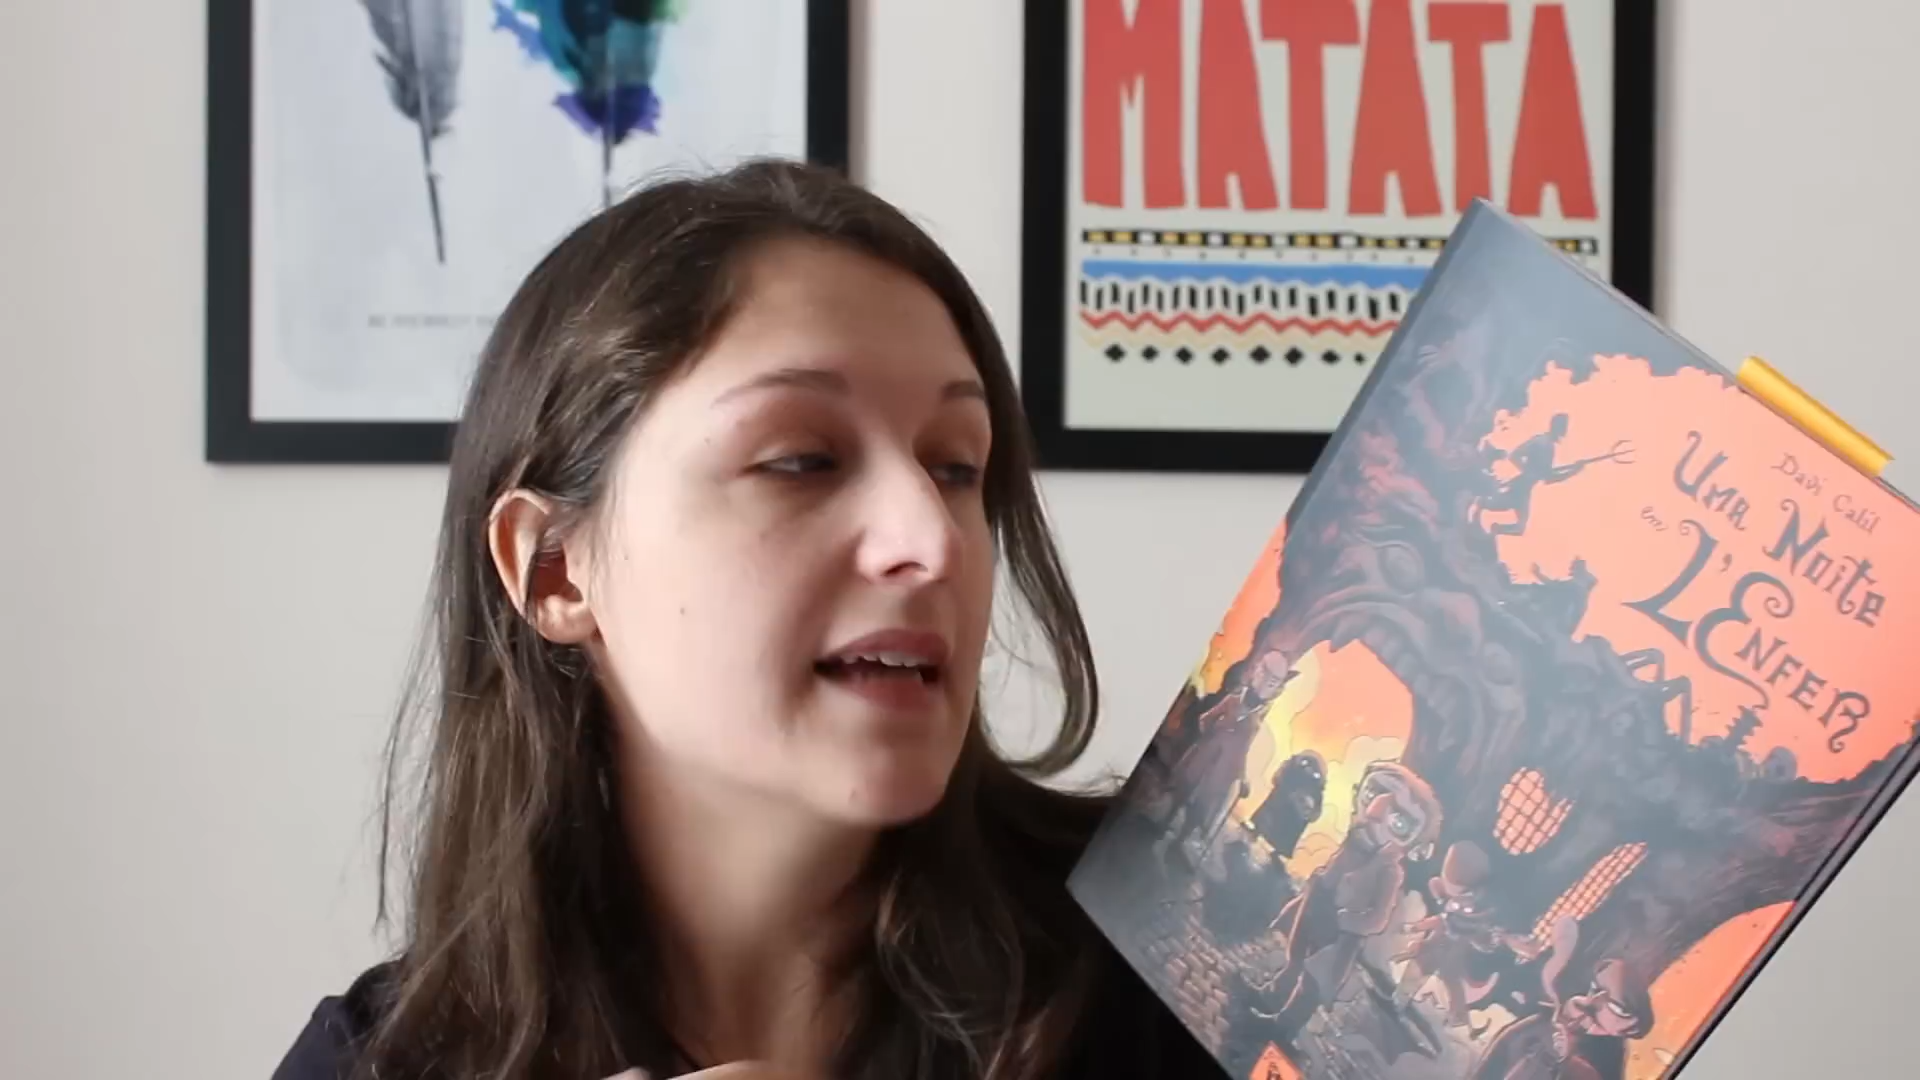 MATATA
Davi Calil
UMA NOITE
em
L'ENFER